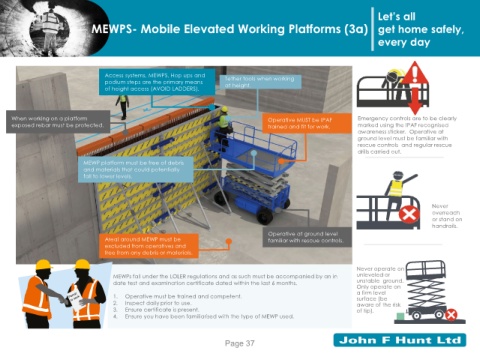 MEWPS- Mobile Elevated Working Platforms (3a)
Let's all
get home safely,
every day
Access systems, MEWPS, Hop ups and
podium steps are the primary means
of height access (AVOID LADDERS).
Tether tools when working
at height.
When working on a platform
exposed rebar must be protected.
Operative MUST be IPAF
trained and fit for work.
MEWP platform must be free of debris
and materials that could potentially
fall to lower levels.
Areal around MEWP must be
excluded from operatives and
free from any debris or materials.
Operative at ground level
familiar with rescue controls.
Emergency controls are to be clearly
marked using the IPAF recognised
awareness sticker. Operative at
ground level must be familiar with
rescue controls and regular rescue
drills carried out.
Never
overreach
or stand on
handrails.
Never operate on
unleveled or
unstable ground.
Only operate on
a firm level
surface (be
aware of the risk
of tip).
MEWPs fall under the LOLER regulations and as such must be accompanied by an in
date test and examination certificate dated within the last 6 months.
1. Operative must be trained and competent.
2. Inspect daily prior to use.
3. Ensure certificate is present.
4. Ensure you have been familiarised with the type of MEWP used.
Page 37
John F Hunt Ltd